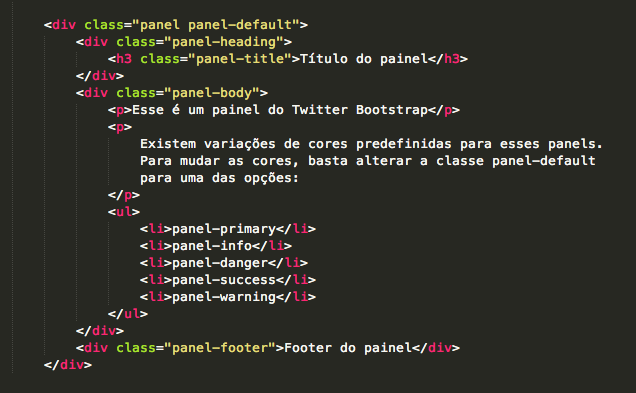 <div class="panel panel-default">
    <div class="panel-heading">
        <h3 class="panel-title">Título do painel</h3>
    </div>
    <div class="panel-body">
        <p>Esse é um painel do Twitter Bootstrap</p>
        <p>
            Existem variações de cores predefinidas para esses panels.
            Para mudar as cores, basta alterar a classe panel-default
            para uma das opções:
        </p>
        <ul>
            <li>panel-primary</li>
            <li>panel-info</li>
            <li>panel-danger</li>
            <li>panel-success</li>
            <li>panel-warning</li>
        </ul>
    </div>
    <div class="panel-footer">Footer do painel</div>
</div>